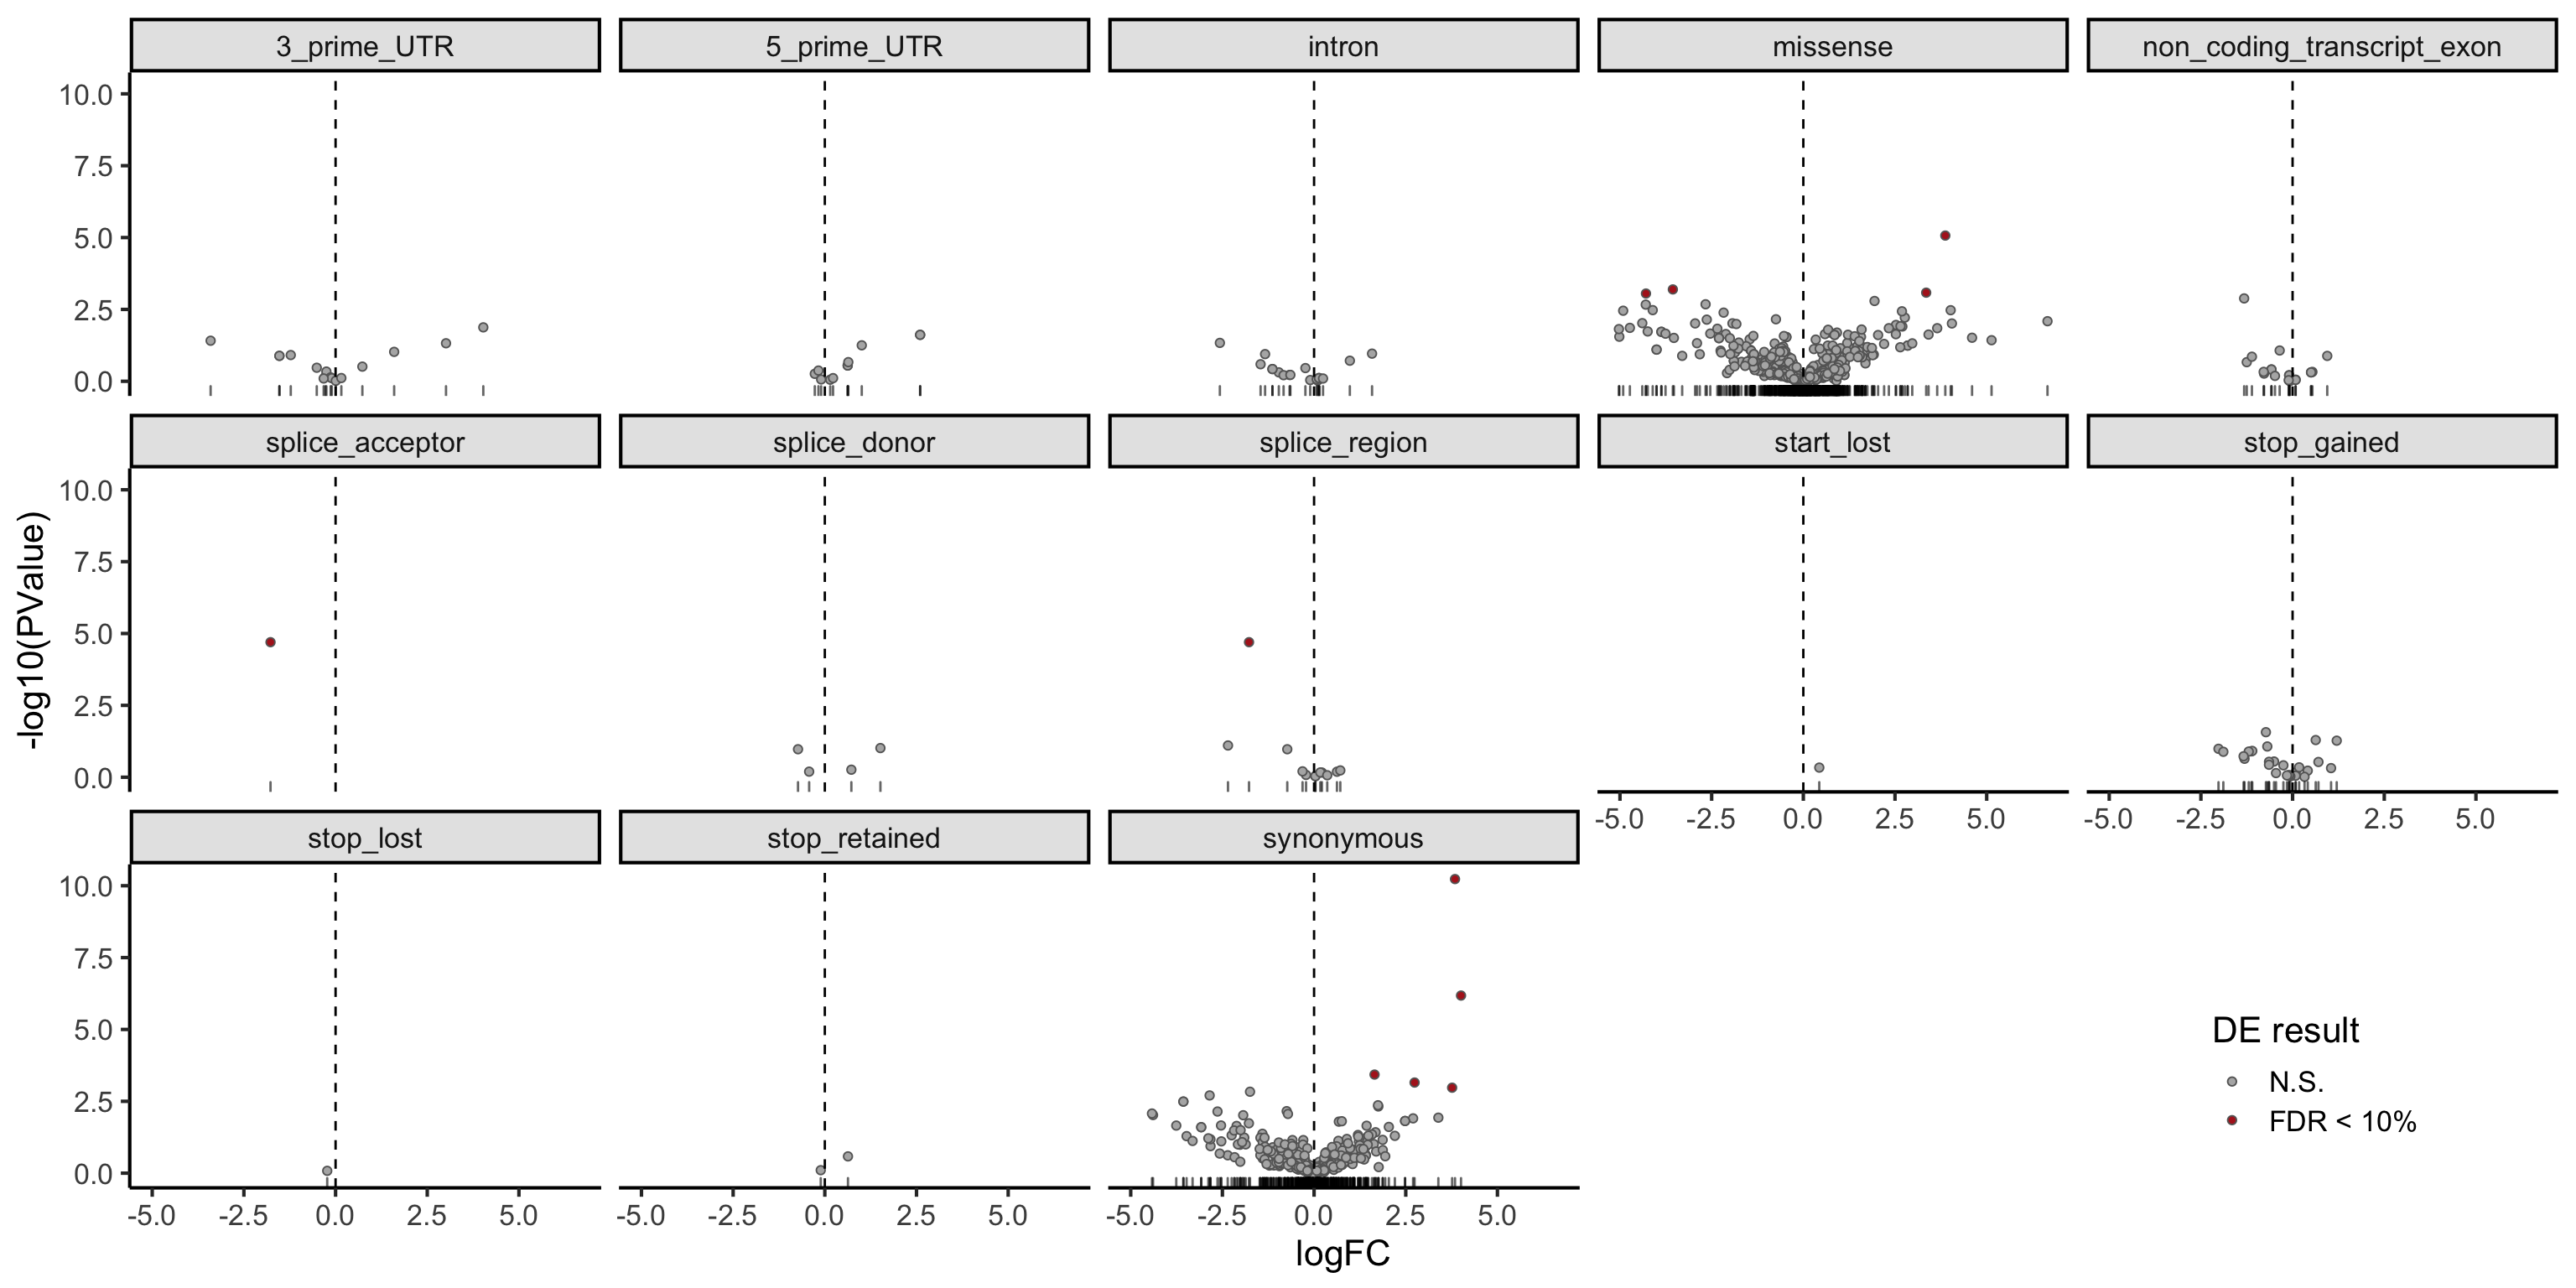 3_prime_UTR
5_prime_UTR
intron
missense
non_coding_transcript_exon
10.0
7.5
5.0
2.5
0.0
splice_acceptor
splice_donor
splice_region
start_lost
stop_gained
10.0
7.5
5.0
2.5
0.0
-5.0 -2.5 0.0 2.5 5.0
-5.0 -2.5 0.0 2.5 5.0
stop_lost
stop_retained
synonymous
10.0
7.5
5.0
2.5
0.0
-5.0 -2.5 0.0 2.5 5.0
-5.0 -2.5 0.0 2.5 5.0
-5.0 -2.5 0.0 2.5 5.0
-log10(PValue)
logFC
DE result
N.S.
FDR < 10%